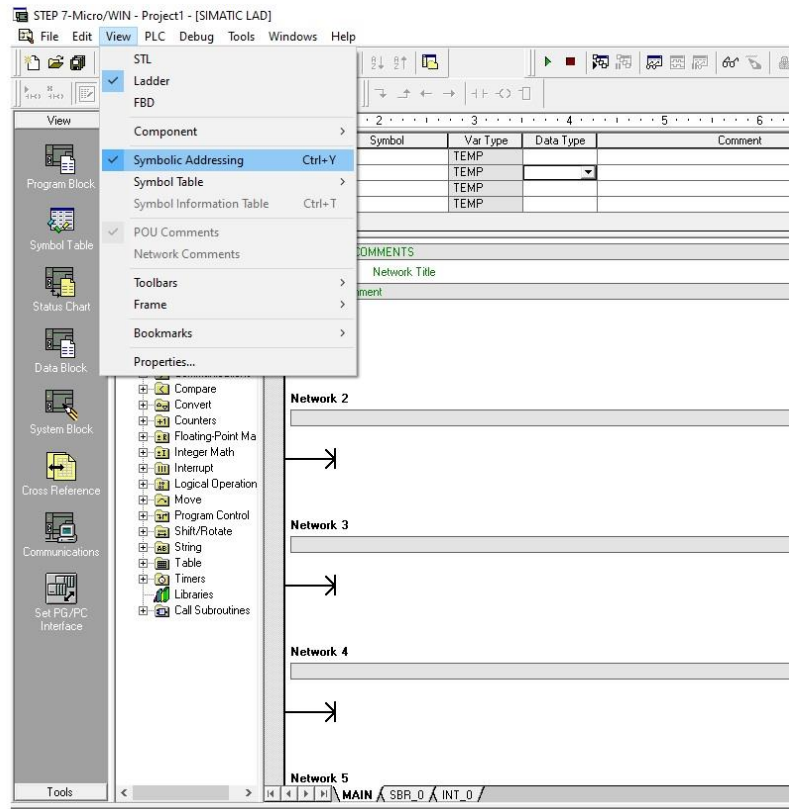 STEP 7-Micro/WIN - Project1 - [SIMATIC LAD]
File Edit View PLC Debug Tools Windows Help
STL
Ladder
FBD
Component
Symbolic Addressing Ctrl+Y
Symbol Table
Symbol Information Table Ctrl+T
POU Comments
Network Comments
Toolbars
Frame
Bookmarks
Properties...
View
Program Block
Symbol Table
Status Chart
Data Block
System Block
Cross Reference
Communications
Set PG/PC
Interface
Tools
Compare
Convert
Counters
Floating-Point Ma
Integer Math
Interrupt
Logical Operation
Move
Program Control
Shift/Rotate
String
Table
Timers
Libraries
Call Subroutines
2 3 4 5 6
Symbol Var Type Data Type Comment
TEMP
TEMP
TEMP
TEMP
COMMENTS
Network Title
Network 2
Network 3
Network 4
Network 5
MAIN SBR_0 INT_0